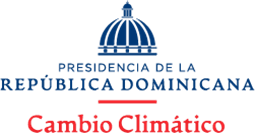 PRESIDENCIA DE LA
REPÚBLICA DOMINICANA
Cambio Climático